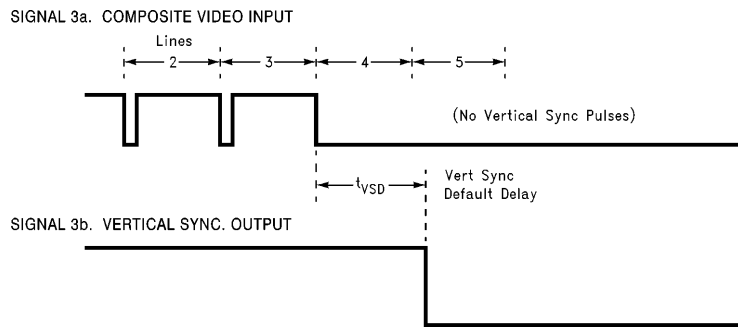 SIGNAL 3a. COMPOSITE VIDEO INPUT
Lines
2 3 4 5
(No Vertical Sync Pulses)
tVSD
Vert Sync
Default Delay
SIGNAL 3b. VERTICAL SYNC. OUTPUT